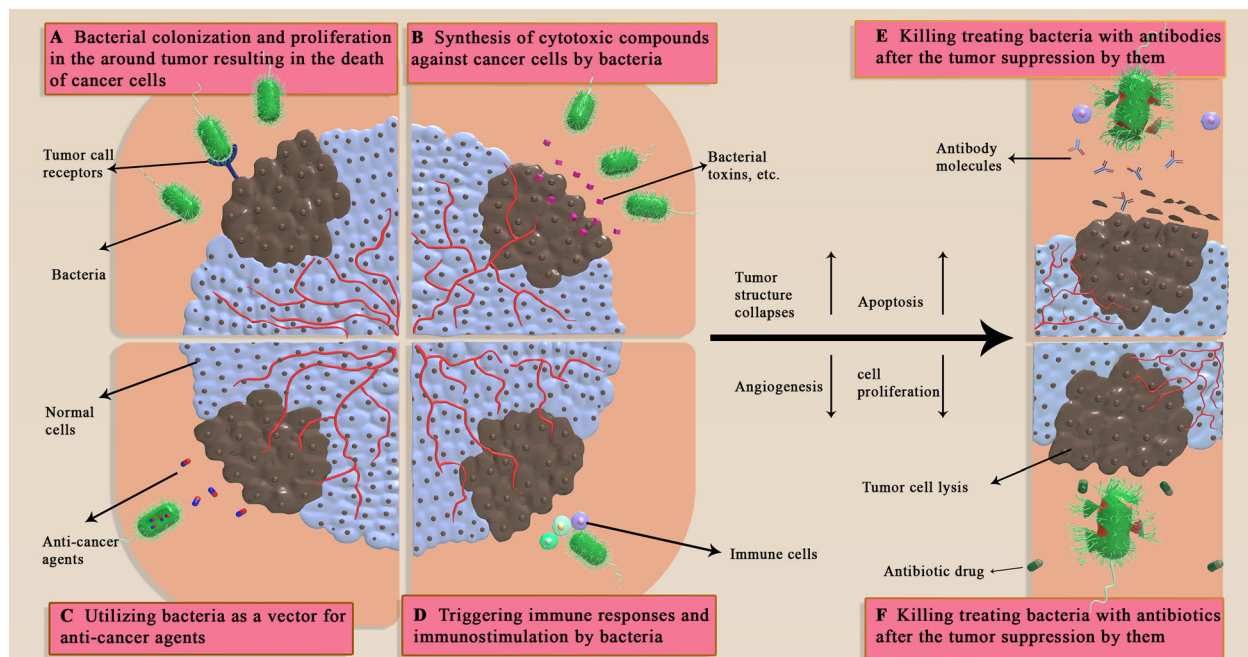 A Bacterial colonization and proliferation
in the around tumor resulting in the death
of cancer cells
B Synthesis of cytotoxic compounds
against cancer cells by bacteria
E Killing treating bacteria with antibodies
after the tumor suppression by them
Tumor call
receptors
Bacteria
Bacterial
toxins, etc.
Antibody
molecules
Tumor
structure
collapses
Apoptosis
Angiogenesis
cell
proliferation
Normal
cells
Anti-cancer
agents
Immune cells
Tumor cell lysis
Antibiotic drug
C Utilizing bacteria as a vector for
anti-cancer agents
D Triggering immune responses and
immunostimulation by bacteria
F Killing treating bacteria with antibiotics
after the tumor suppression by them